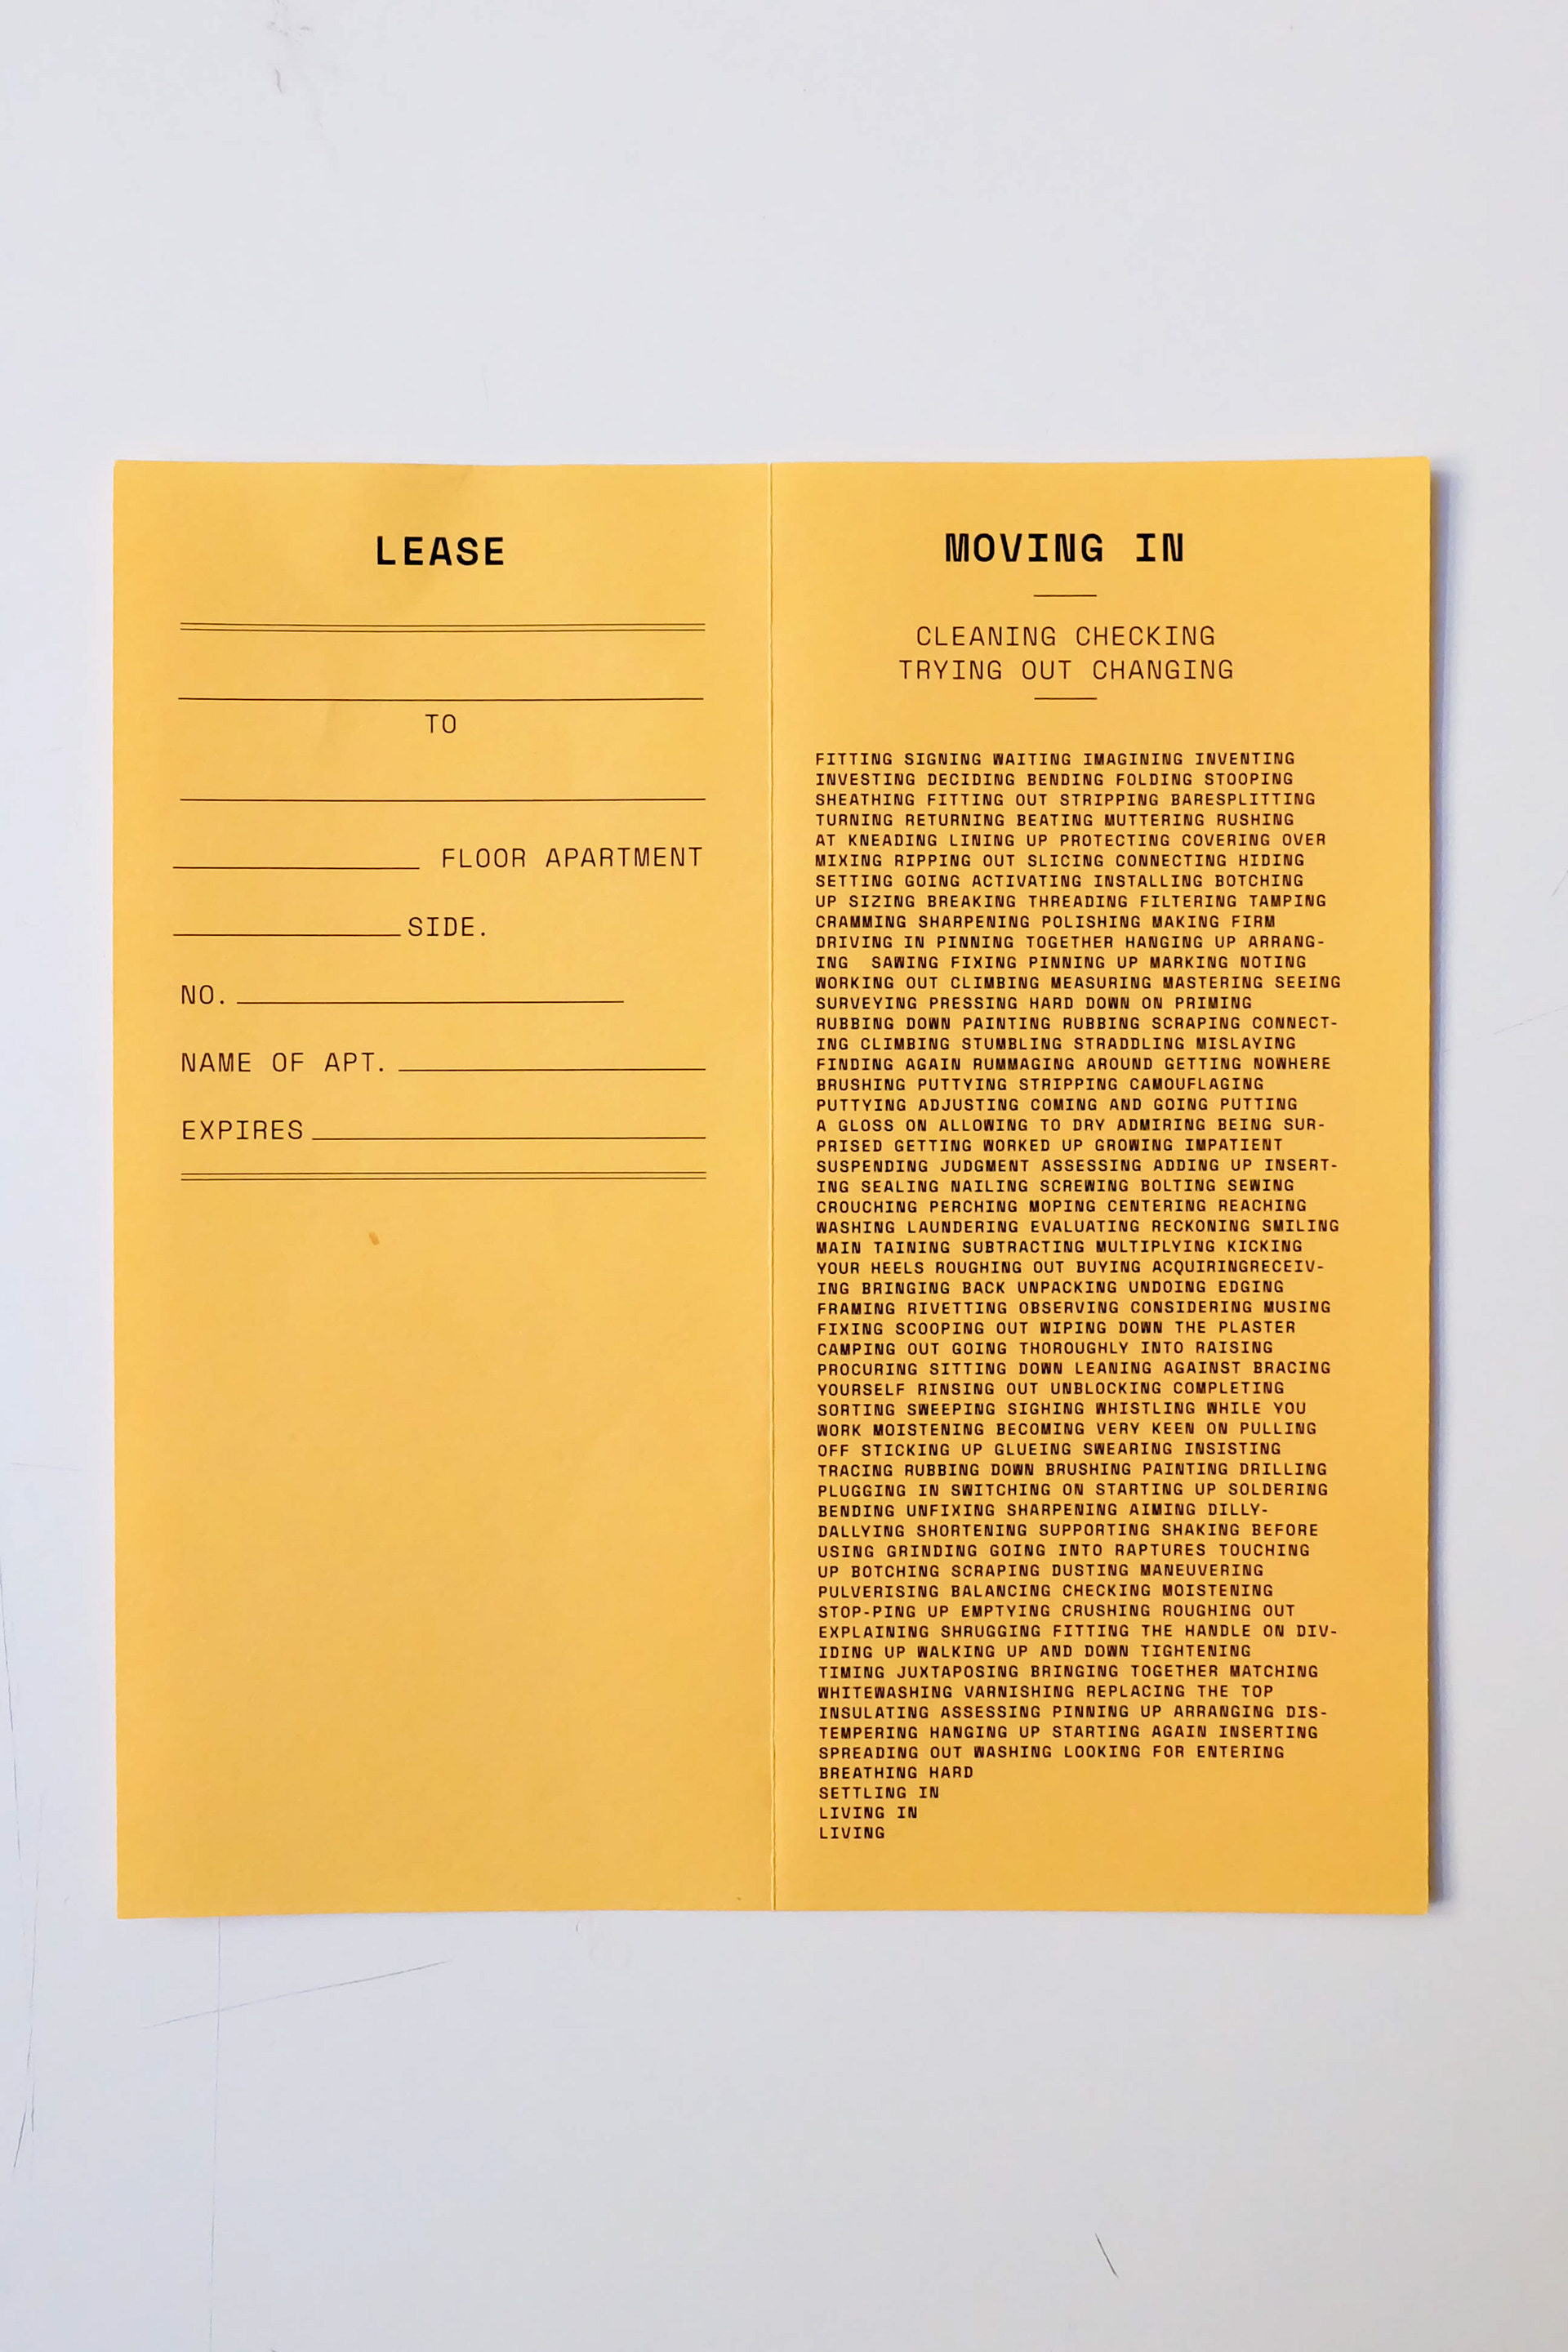 LEASE
TO
FLOOR APARTMENT
SIDE.
NO.
NAME OF APT.
EXPIRES
MOVING IN
CLEANING CHECKING
TRYING OUT CHANGING
FITTING SIGNING WAITING IMAGINING INVENTING
INVESTING DECIDING BENDING FOLDING STOOPING
SHEATHING FITTING OUT STRIPPING BARESPLITTING
TURNING RETURNING BEATING MUTTERING RUSHING
AT KNEADING LINING UP PROTECTING COVERING OVER
MIXING RIPPING OUT SLICING CONNECTING HIDING
SETTING GOING ACTIVATING INSTALLING BOTCHING
UP SIZING BREAKING THREADING FILTERING TAMPING
CRAMMING SHARPENING POLISHING MAKING FIRM
DRIVING IN PINNING TOGETHER HANGING UP ARRANG-
ING  SAWING FIXING PINNING UP MARKING NOTING
WORKING OUT CLIMBING MEASURING MASTERING SEEING
SURVEYING PRESSING HARD DOWN ON PRIMING
RUBBING DOWN PAINTING RUBBING SCRAPING CONNECT-
ING CLIMBING STUMBLING STRADDLING MISLAYING
FINDING AGAIN RUMMAGING AROUND GETTING NOWHERE
BRUSHING PUTTYING STRIPPING CAMOUFLAGING
PUTTYING ADJUSTING COMING AND GOING PUTTING
A GLOSS ON ALLOWING TO DRY ADMIRING BEING SUR-
PRISED GETTING WORKED UP GROWING IMPATIENT
SUSPENDING JUDGMENT ASSESSING ADDING UP INSERT-
ING SEALING NAILING SCREWING BOLTING SEWING
CROUCHING PERCHING MOPING CENTERING REACHING
WASHING LAUNDERING EVALUATING RECKONING SMILING
MAIN TAINING SUBTRACTING MULTIPLYING KICKING
YOUR HEELS ROUGHING OUT BUYING ACQUIRINGRECEIV-
ING BRINGING BACK UNPACKING UNDOING EDGING
FRAMING RIVETTING OBSERVING CONSIDERING MUSING
FIXING SCOOPING OUT WIPING DOWN THE PLASTER
CAMPING OUT GOING THOROUGHLY INTO RAISING
PROCURING SITTING DOWN LEANING AGAINST BRACING
YOURSELF RINSING OUT UNBLOCKING COMPLETING
SORTING SWEEPING SIGHING WHISTLING WHILE YOU
WORK MOISTENING BECOMING VERY KEEN ON PULLING
OFF STICKING UP GLUEING SWEARING INSISTING
TRACING RUBBING DOWN BRUSHING PAINTING DRILLING
PLUGGING IN SWITCHING ON STARTING UP SOLDERING
BENDING UNFIXING SHARPENING AIMING DILLY-
DALLYING SHORTENING SUPPORTING SHAKING BEFORE
USING GRINDING GOING INTO RAPTURES TOUCHING
UP BOTCHING SCRAPING DUSTING MANEUVERING
PULVERISING BALANCING CHECKING MOISTENING
STOP-PING UP EMPTYING CRUSHING ROUGHING OUT
EXPLAINING SHRUGGING FITTING THE HANDLE ON DIV-
IDING UP WALKING UP AND DOWN TIGHTENING
TIMING JUXTAPOSING BRINGING TOGETHER MATCHING
WHITEWASHING VARNISHING REPLACING THE TOP
INSULATING ASSESSING PINNING UP ARRANGING DIS-
TEMPERING HANGING UP STARTING AGAIN INSERTING
SPREADING OUT WASHING LOOKING FOR ENTERING
BREATHING HARD
SETTLING IN
LIVING IN
LIVING